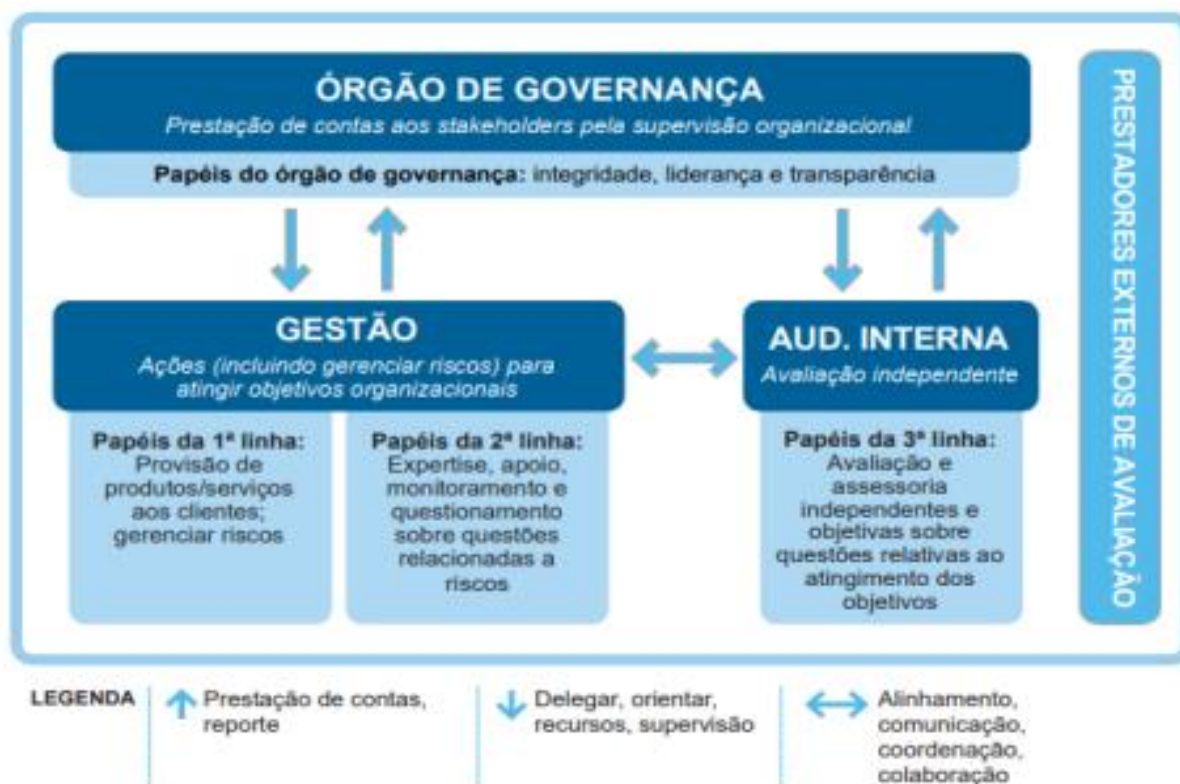 ÓRGÃO DE GOVERNANÇA
Prestação de contas aos stakeholders pela supervisão organizacional
Papéis do órgão de governança: integridade, liderança e transparência
GESTÃO
Ações (incluindo gerenciar riscos) para
atingir objetivos organizacionais
Papéis da 1ª linha:
Provisão de
produtos/serviços
aos clientes;
gerenciar riscos
Papéis da 2ª linha:
Expertise, apoio,
monitoramento e
questionamento
sobre questões
relacionadas a
riscos
AUD. INTERNA
Avaliação independente
Papéis da 3ª linha:
Avaliação e
assessoria
independentes e
objetivas sobre
questões relativas ao
atingimento dos
objetivos
PRESTADORES EXTERNOS DE AVALIAÇÃO
LEGENDA
Prestação de contas,
reporte
Delegar, orientar,
recursos, supervisão
Alinhamento,
comunicação,
coordenação,
colaboração